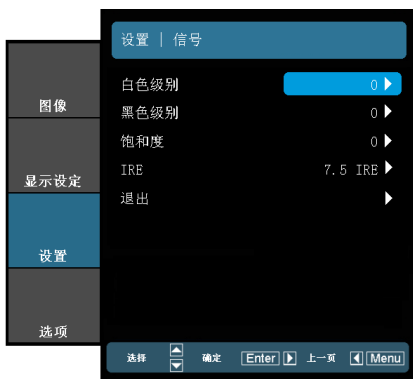 设置 | 信号
图像
显示设定
设置
选项
白色级别 0
黑色级别 0
饱和度 0
IRE 7.5 IRE
退出
选择 确定 Enter 上一页 Menu